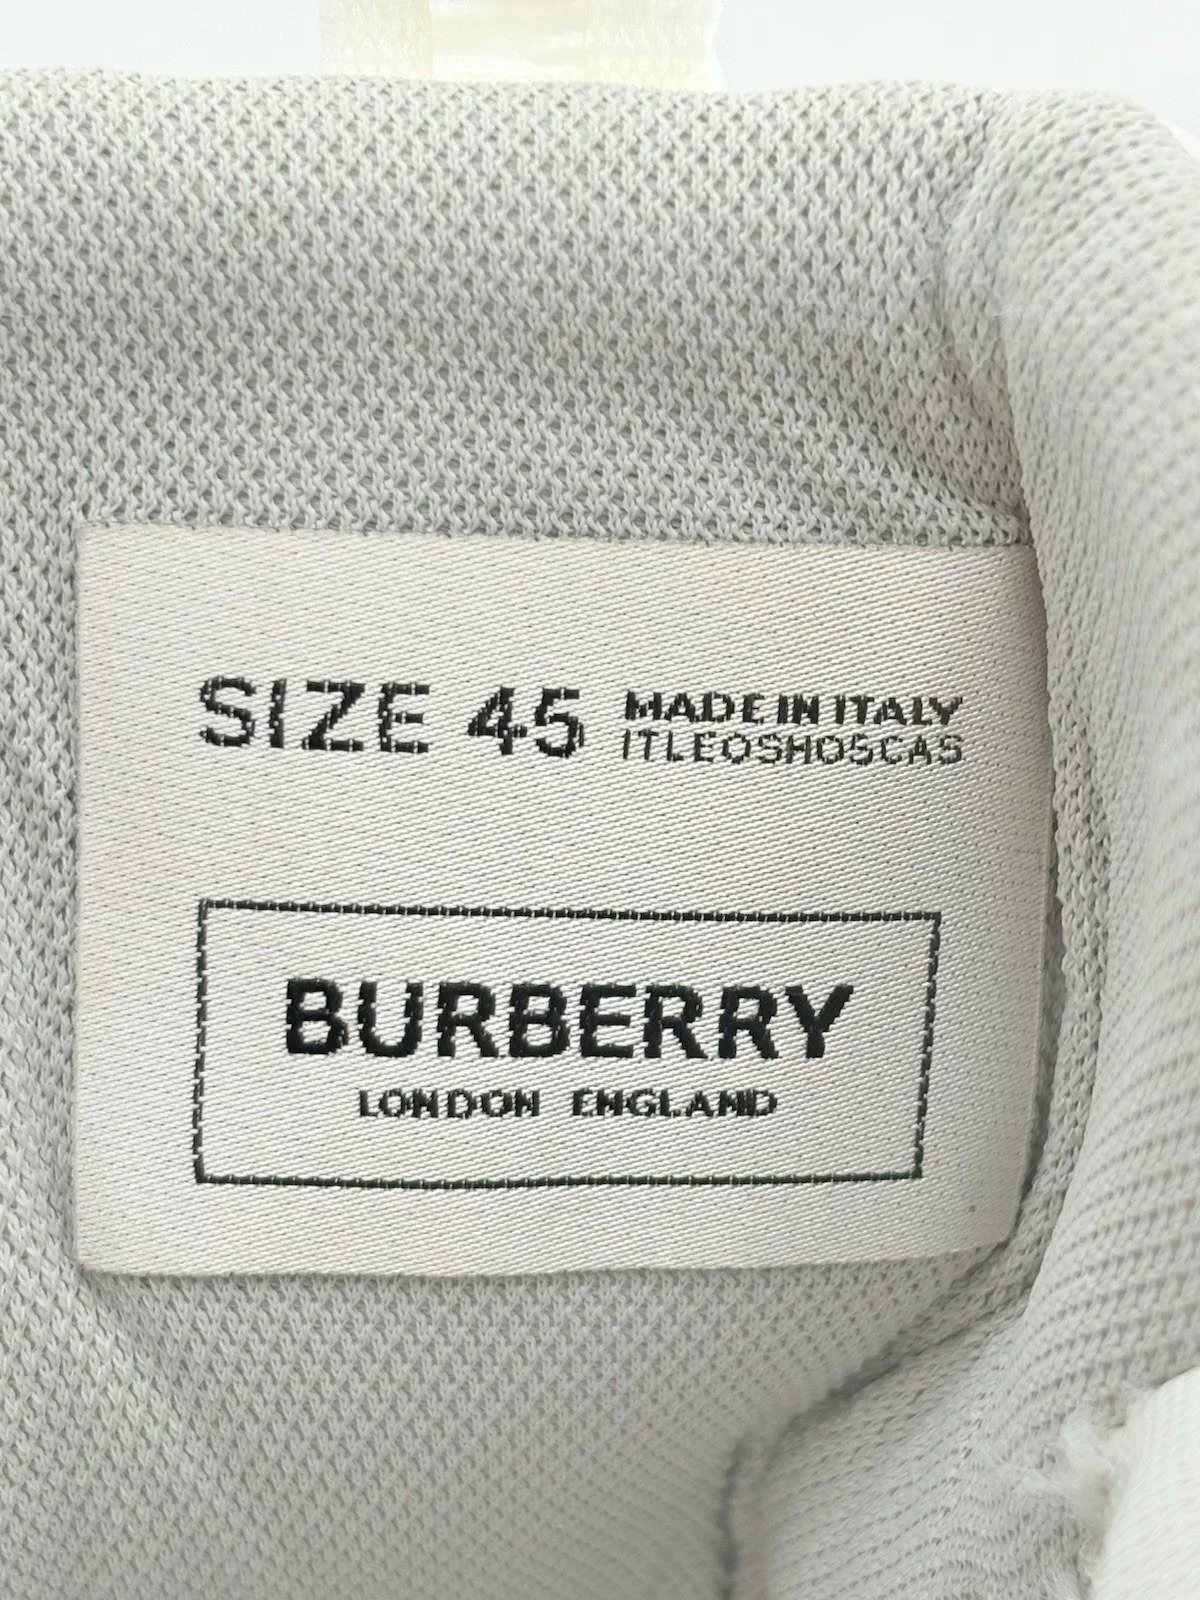 SIZE 45
MADE IN ITALY
ITLEOSHOSCAS
BURBERRY
LONDON ENGLAND